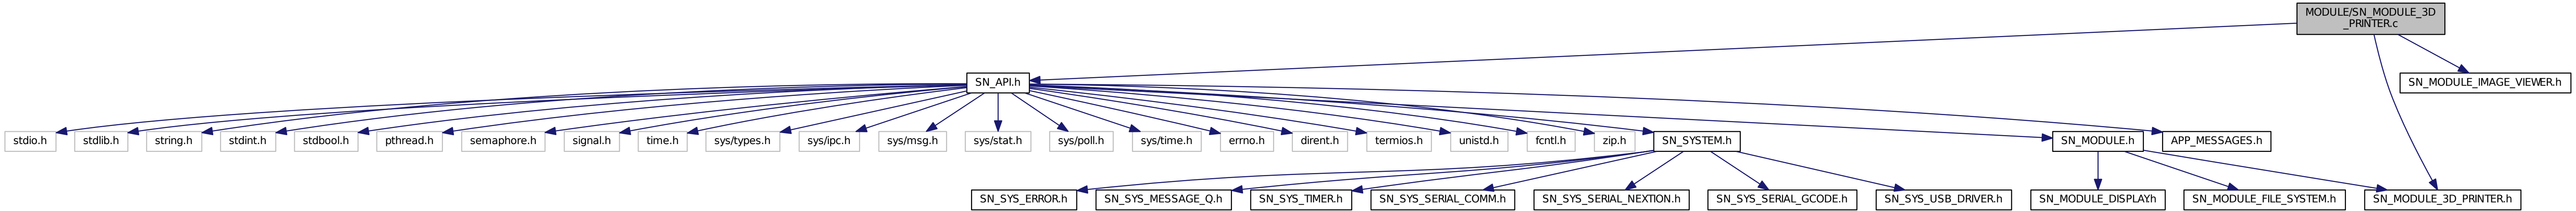 MODULE/SN_MODULE_3D
_PRINTER.c
SN_API.h
SN_MODULE_IMAGE_VIEWER.h
stdio.h
stdlib.h
string.h
stdint.h
stdbool.h
pthread.h
semaphore.h
signal.h
time.h
sys/types.h
sys/ipc.h
sys/msg.h
sys/stat.h
sys/poll.h
sys/time.h
errno.h
dirent.h
termios.h
unistd.h
fcntl.h
zip.h
SN_SYSTEM.h
SN_MODULE.h
APP_MESSAGES.h
SN_SYS_ERROR.h
SN_SYS_MESSAGE_Q.h
SN_SYS_TIMER.h
SN_SYS_SERIAL_COMM.h
SN_SYS_SERIAL_NEXTION.h
SN_SYS_SERIAL_GCODE.h
SN_SYS_USB_DRIVER.h
SN_MODULE_DISPLAY.h
SN_MODULE_FILE_SYSTEM.h
SN_MODULE_3D_PRINTER.h